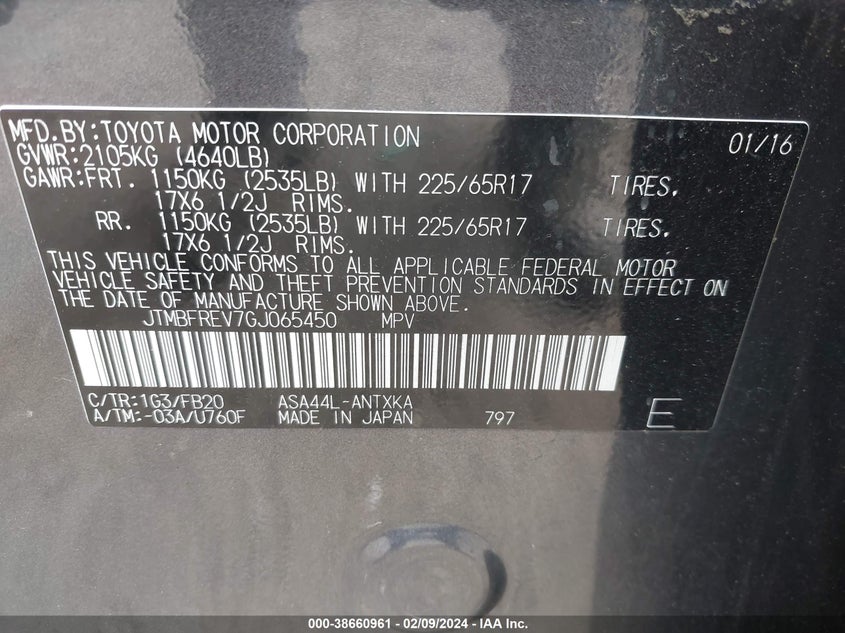 MFD.BY:TOYOTA MOTOR CORPORATION 01/16
GVWR:2105KG (4640LB)
GAWR:FRT. 1150KG (2535LB) WITH 225/65R17 TIRES.
17X6 1/2J RIMS.
RR. 1150KG (2535LB) WITH 225/65R17 TIRES.
17X6 1/2J RIMS.
THIS VEHICLE CONFORMS TO ALL APPLICABLE FEDERAL MOTOR
VEHICLE SAFETY AND THEFT PREVENTION STANDARDS IN EFFECT ON
THE DATE OF MANUFACTURE SHOWN ABOVE.
JTMBFREV7GJ065450 MPV
C/TR:1G3/FB20 ASA44L-ANTXKA
A/TM:-03A/U760F MADE IN JAPAN 797 E
000-38660961 | 02/09/2024 | IAA Inc.